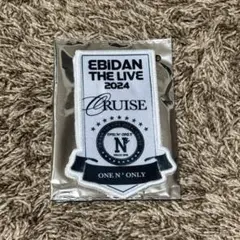 EBIDAN
THE LIVE
2024
CRUISE
N
ONE N' ONLY